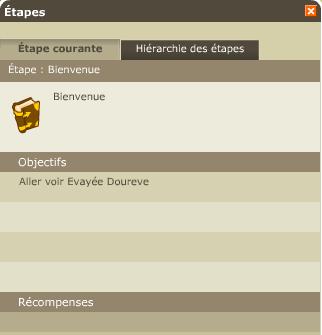 Étapes
Étape courante
Hiérarchie des étapes
Étape : Bienvenue
Bienvenue
Objectifs
Aller voir Evayée Doureve
Récompenses